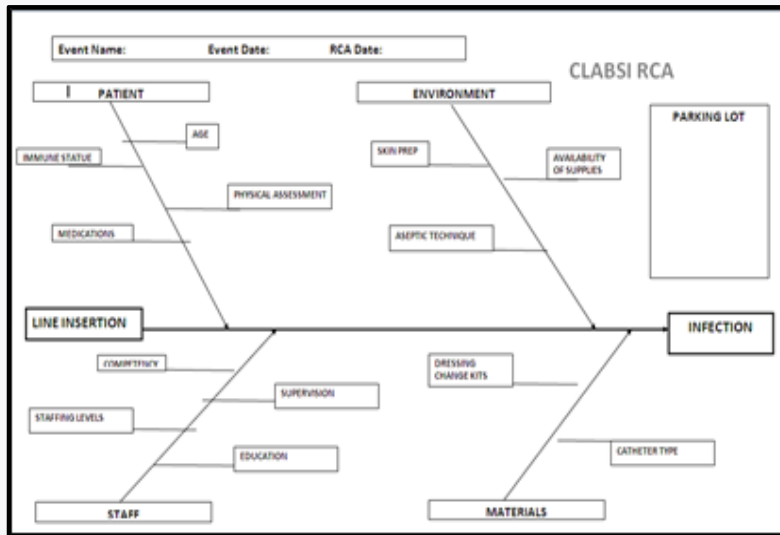 Event Name: Event Date: RCA Date:
CLABSI RCA
PATIENT
ENVIRONMENT
PARKING LOT
AGE
IMMUNE STATUE
SKIN PREP
AVAILABILITY
OF SUPPLIES
PHYSICAL ASSESSMENT
MEDICATIONS
ASEPTIC TECHNIQUE
LINE INSERTION
INFECTION
COMPETENCY
DRESSING
CHANGE KITS
SUPERVISION
STAFFING LEVELS
EDUCATION
CATHETER TYPE
STAFF
MATERIALS